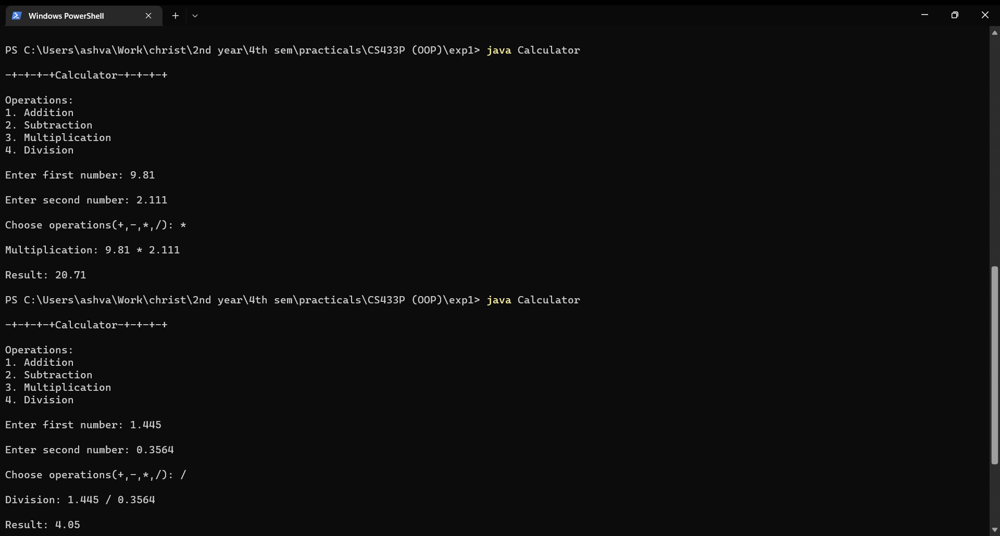 Windows PowerShell
PS C:\Users\ashva\Work\christ\2nd year\4th sem\practicals\CS433P (OOP)\exp1> java Calculator
-+-+-+-+Calculator-+-+-+-+
Operations:
1. Addition
2. Subtraction
3. Multiplication
4. Division
Enter first number: 9.81
Enter second number: 2.111
Choose operations(+,-,*,/): *
Multiplication: 9.81 * 2.111
Result: 20.71
PS C:\Users\ashva\Work\christ\2nd year\4th sem\practicals\CS433P (OOP)\exp1> java Calculator
-+-+-+-+Calculator-+-+-+-+
Operations:
1. Addition
2. Subtraction
3. Multiplication
4. Division
Enter first number: 1.445
Enter second number: 0.3564
Choose operations(+,-,*,/): /
Division: 1.445 / 0.3564
Result: 4.05